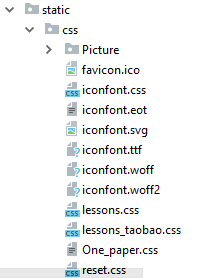 static
css
Picture
favicon.ico
iconfont.css
iconfont.eot
iconfont.svg
iconfont.ttf
iconfont.woff
iconfont.woff2
lessons.css
lessons_taobao.css
One_paper.css
reset.css